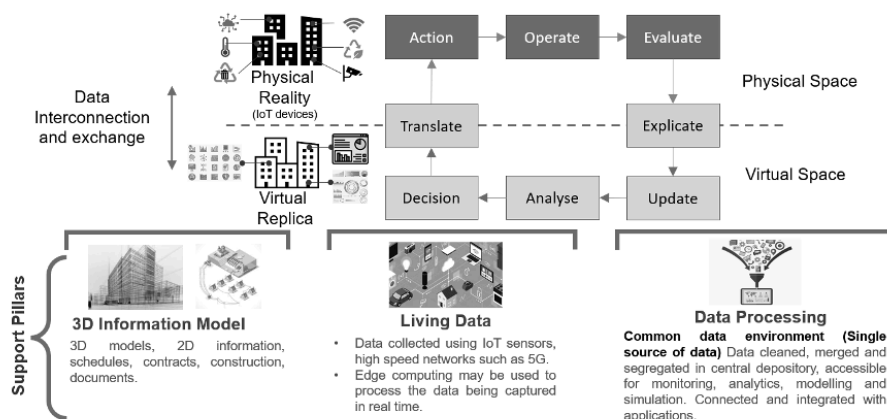 Action
Operate
Evaluate
Physical
Reality
(IoT devices)
Physical Space
Data
Interconnection
and exchange
Translate
Explicate
Virtual Space
Decision
Analyse
Update
Virtual
Replica
Support Pillars
3D Information Model
3D models, 2D information,
schedules, contracts, construction,
documents.
Living Data
• Data collected using IoT sensors,
high speed networks such as 5G.
• Edge computing may be used to
process the data being captured
in real time.
Data Processing
Common data environment (Single
source of data) Data cleaned, merged and
segregated in central depository, accessible
for monitoring, analytics, modelling and
simulation. Connected and integrated with
applications.